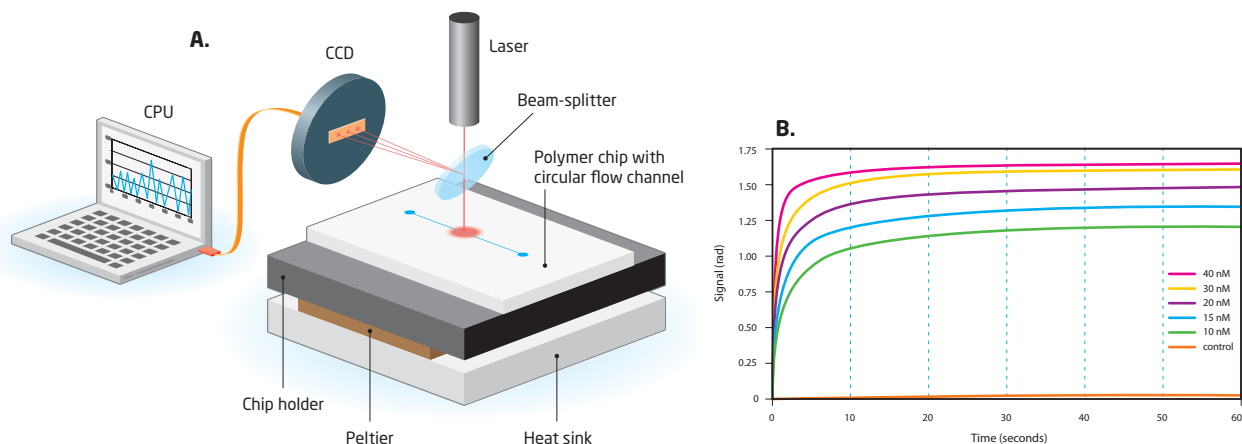 A.
CCD
Laser
CPU
Beam-splitter
Polymer chip with
circular flow channel
Chip holder
Peltier
Heat sink
B.
Signal (rad)
1.75
1.50
1.25
1.00
0.75
0.50
0.25
0
40 nM
30 nM
20 nM
15 nM
10 nM
control
0 10 20 30 40 50 60
Time (seconds)